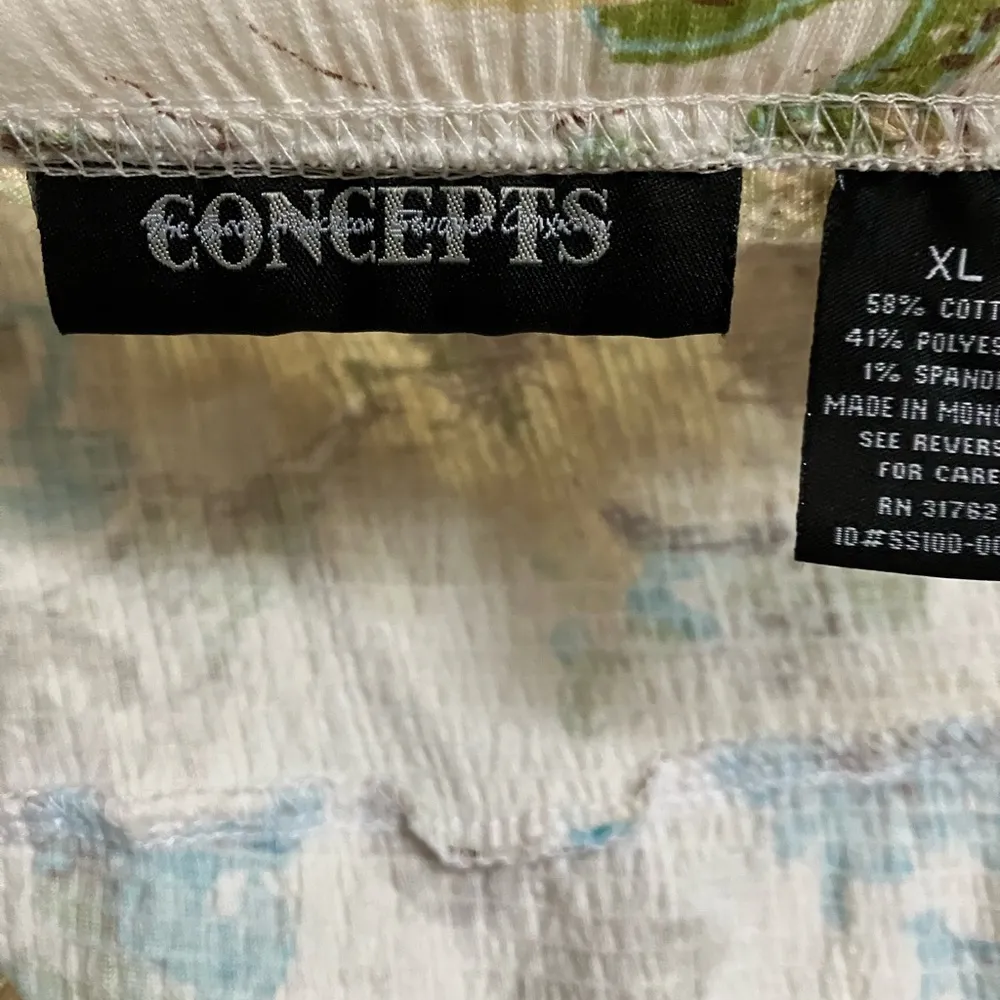 CONCEPTS
XL
58% COTT
41% POLYES
1% SPAND
MADE IN MONG
SEE REVERS
FOR CARE
RN 31762
ID#SS100-00